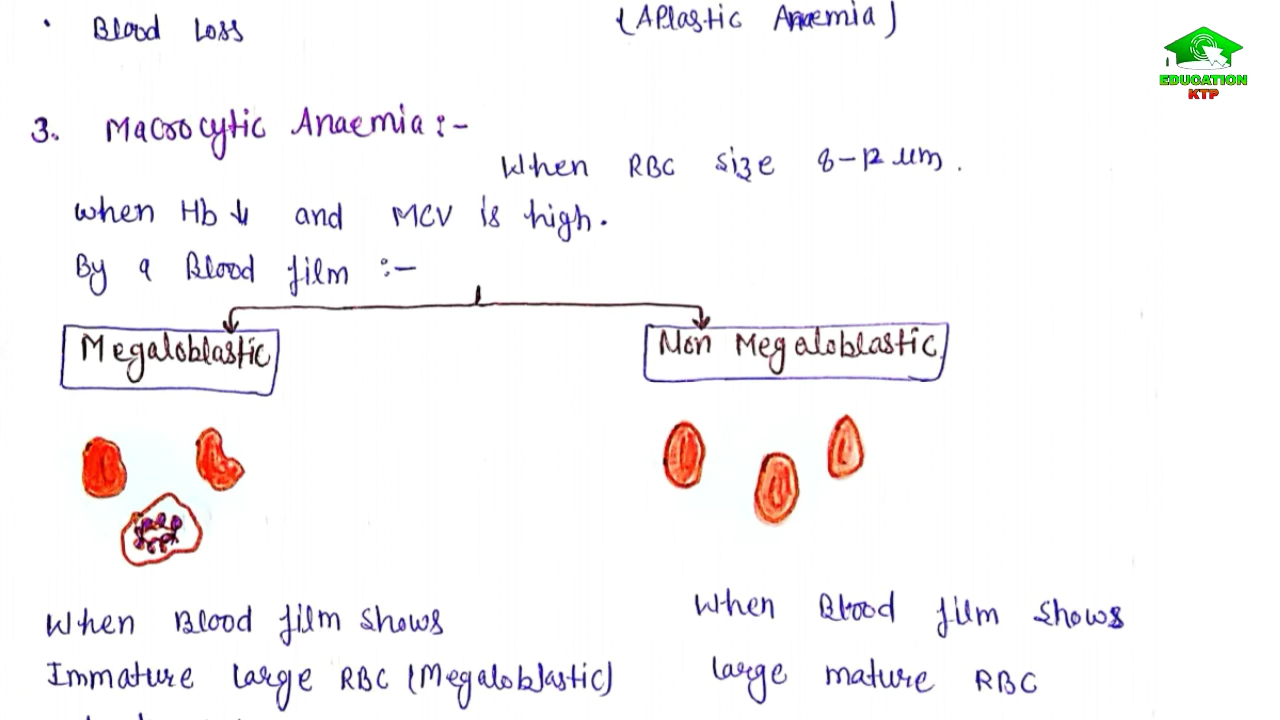 • Blood Loss
(APlastic Anaemia)
EDUCATION
KTP
3. Macrocytic Anaemia :-
When RBC size 8-12 um.
when Hb ↓ and MCV is high.
By a Blood film :-
Megaloblastic
Non Megaloblastic
When Blood film shows
Immature large RBC (Megaloblastic)
When Blood film shows
large mature RBC